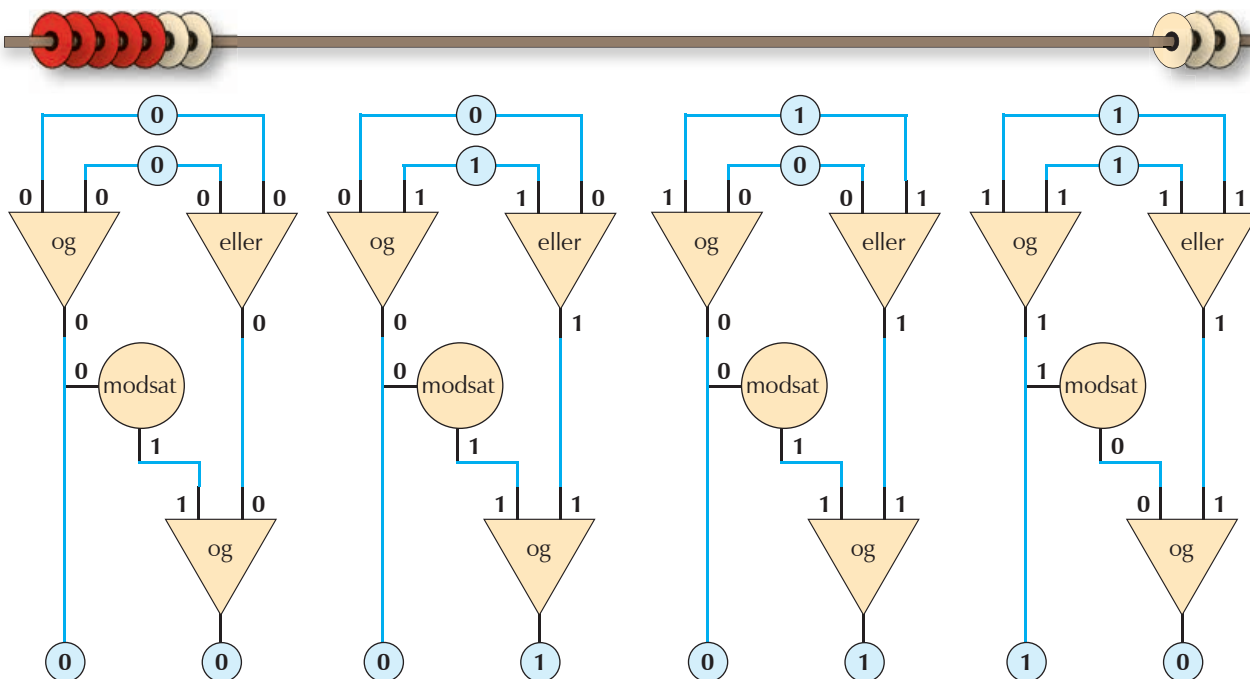 0 0 1 1
0 1 0 1
0 0 0 0 0 1 1 0 1 0 0 1 1 1 1 1
og eller og eller og eller og eller
0 0 0 1 0 1 1 1
0 modsat 0 modsat 0 modsat 1 modsat
1 1 1 0
1 0 1 1 1 1 0 1
og og og og
0 0 0 1 0 1 1 0